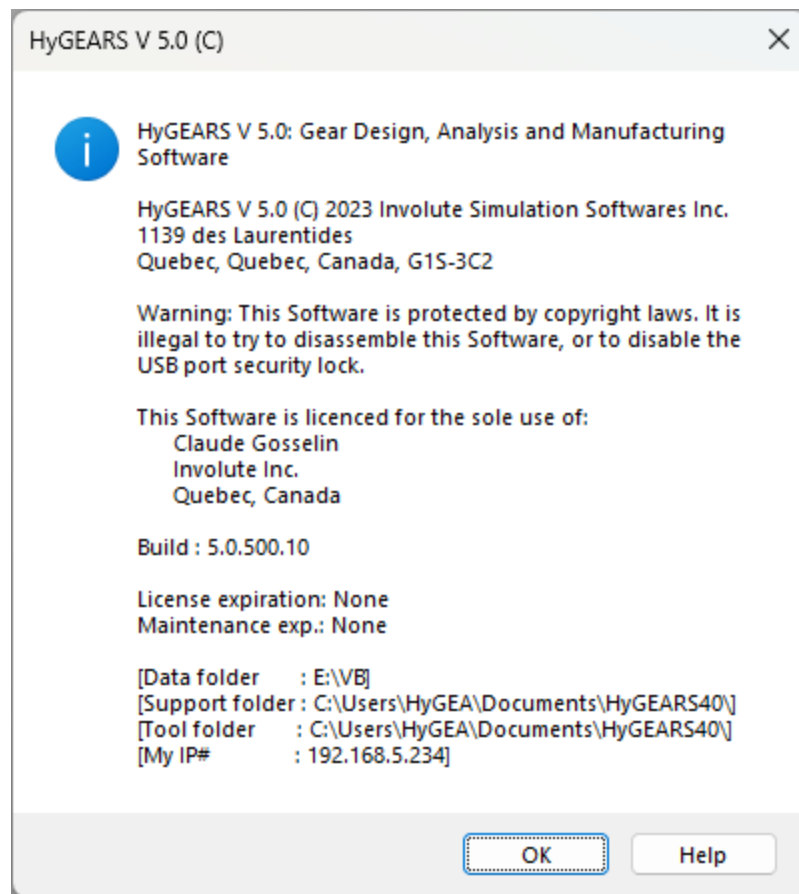 HyGEARS V 5.0 (C)
HyGEARS V 5.0: Gear Design, Analysis and Manufacturing
Software
HyGEARS V 5.0 (C) 2023 Involute Simulation Softwares Inc.
1139 des Laurentides
Quebec, Quebec, Canada, G1S-3C2
Warning: This Software is protected by copyright laws. It is
illegal to try to disassemble this Software, or to disable the
USB port security lock.
This Software is licenced for the sole use of:
Claude Gosselin
Involute Inc.
Quebec, Canada
Build : 5.0.500.10
License expiration: None
Maintenance exp.: None
[Data folder : E:\VB]
[Support folder : C:\Users\HyGEA\Documents\HyGEARS40\]
[Tool folder : C:\Users\HyGEA\Documents\HyGEARS40\]
[My IP# : 192.168.5.234]
OK Help